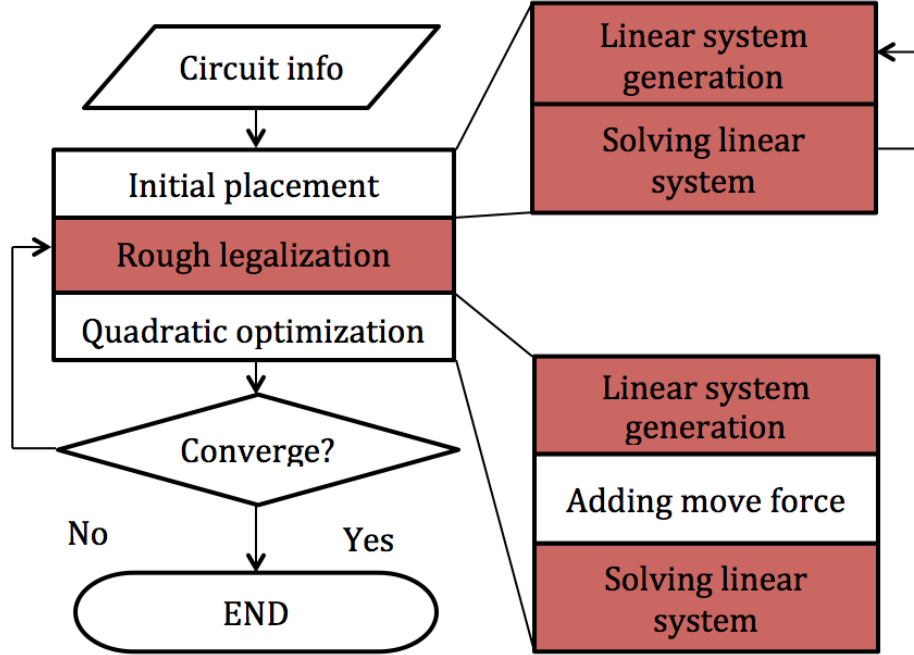 Circuit info
Initial placement
Rough legalization
Quadratic optimization
Converge?
No
Yes
END
Linear system
generation
Solving linear
system
Linear system
generation
Adding move force
Solving linear
system